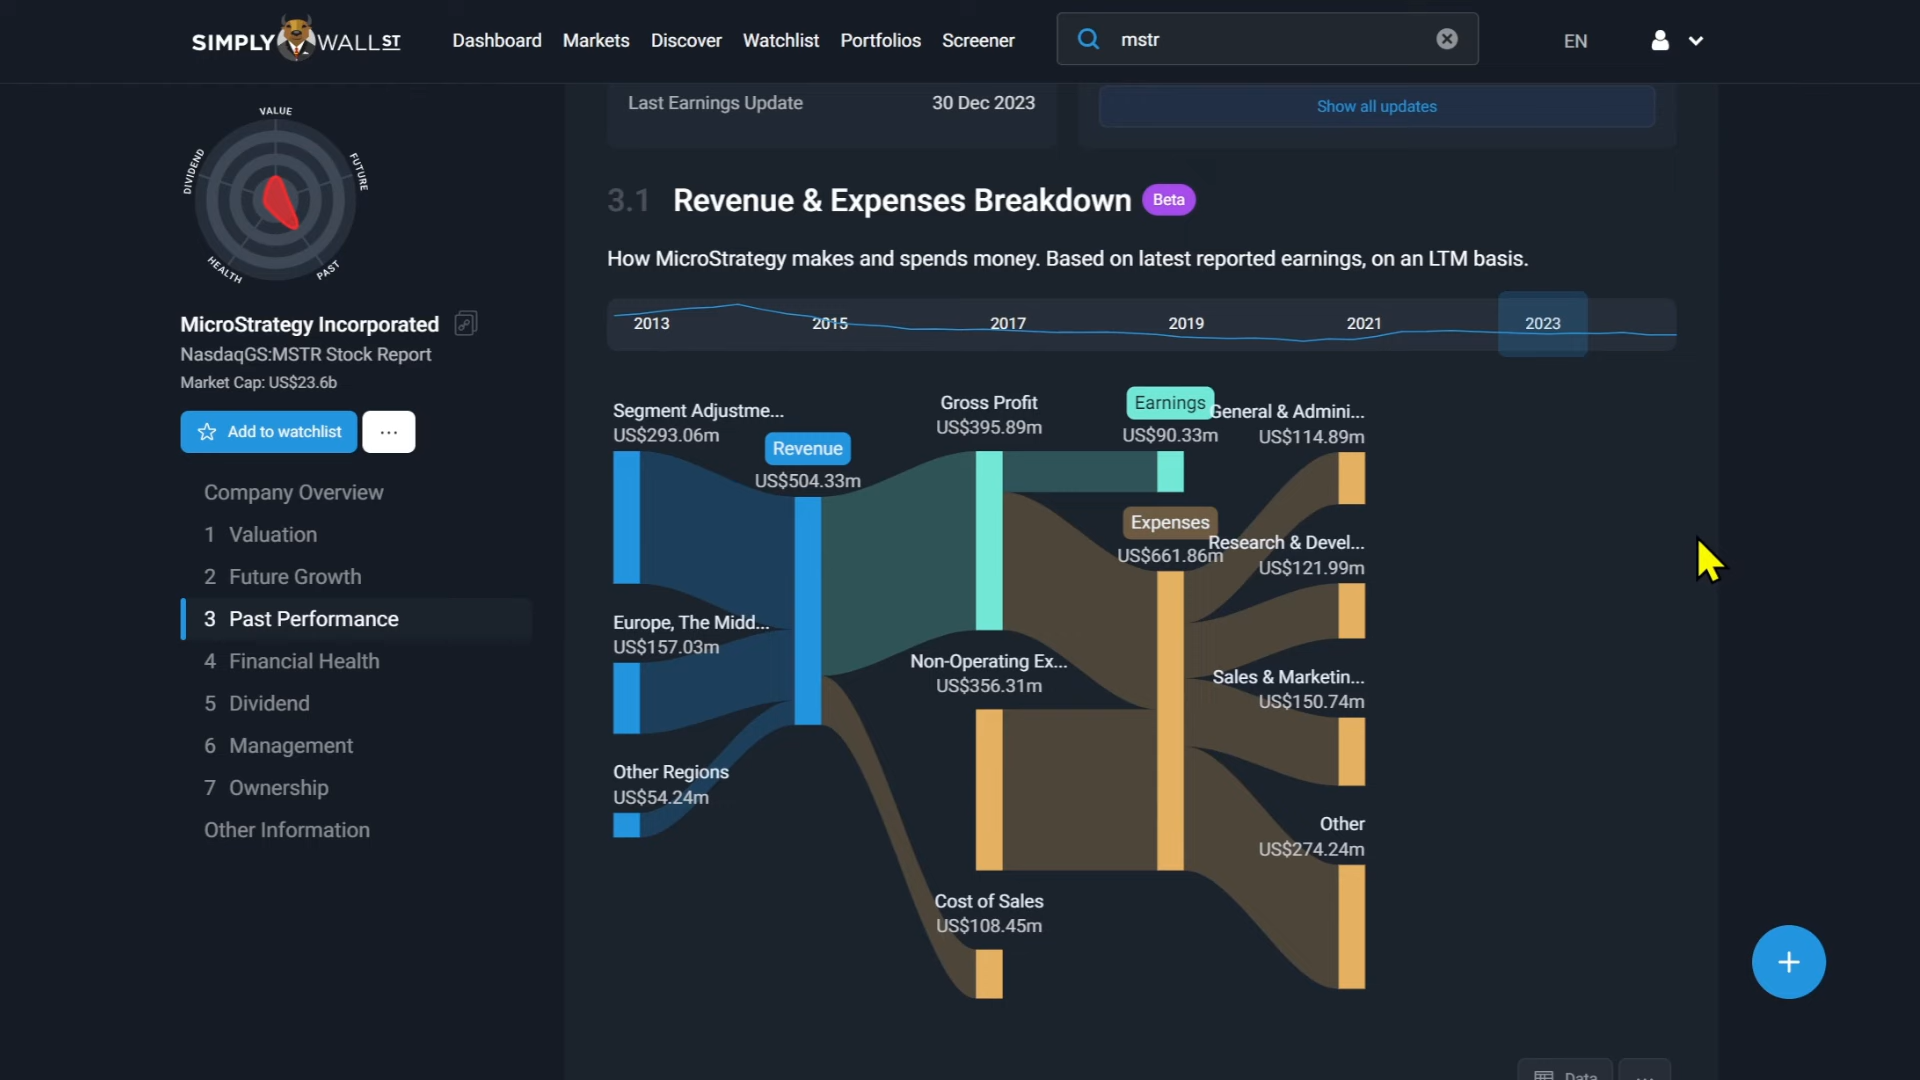 SIMPLY WALL ST
Dashboard Markets Discover Watchlist Portfolios Screener
mstr
EN
VALUE
FUTURE
PAST
HEALTH
DIVIDEND
MicroStrategy Incorporated
NasdaqGS:MSTR Stock Report
Market Cap: US$23.6b
Add to watchlist
...
Company Overview
1 Valuation
2 Future Growth
3 Past Performance
4 Financial Health
5 Dividend
6 Management
7 Ownership
Other Information
Last Earnings Update 30 Dec 2023
Show all updates
3.1 Revenue & Expenses Breakdown Beta
How MicroStrategy makes and spends money. Based on latest reported earnings, on an LTM basis.
2013 2015 2017 2019 2021 2023
Segment Adjustme...
US$293.06m
Revenue
US$504.33m
Gross Profit
US$395.89m
Earnings
US$90.33m
General & Admini...
US$114.89m
Expenses
US$661.86m
Research & Devel...
US$121.99m
Europe, The Midd...
US$157.03m
Non-Operating Ex...
US$356.31m
Sales & Marketin...
US$150.74m
Other Regions
US$54.24m
Other
US$274.24m
Cost of Sales
US$108.45m
Data